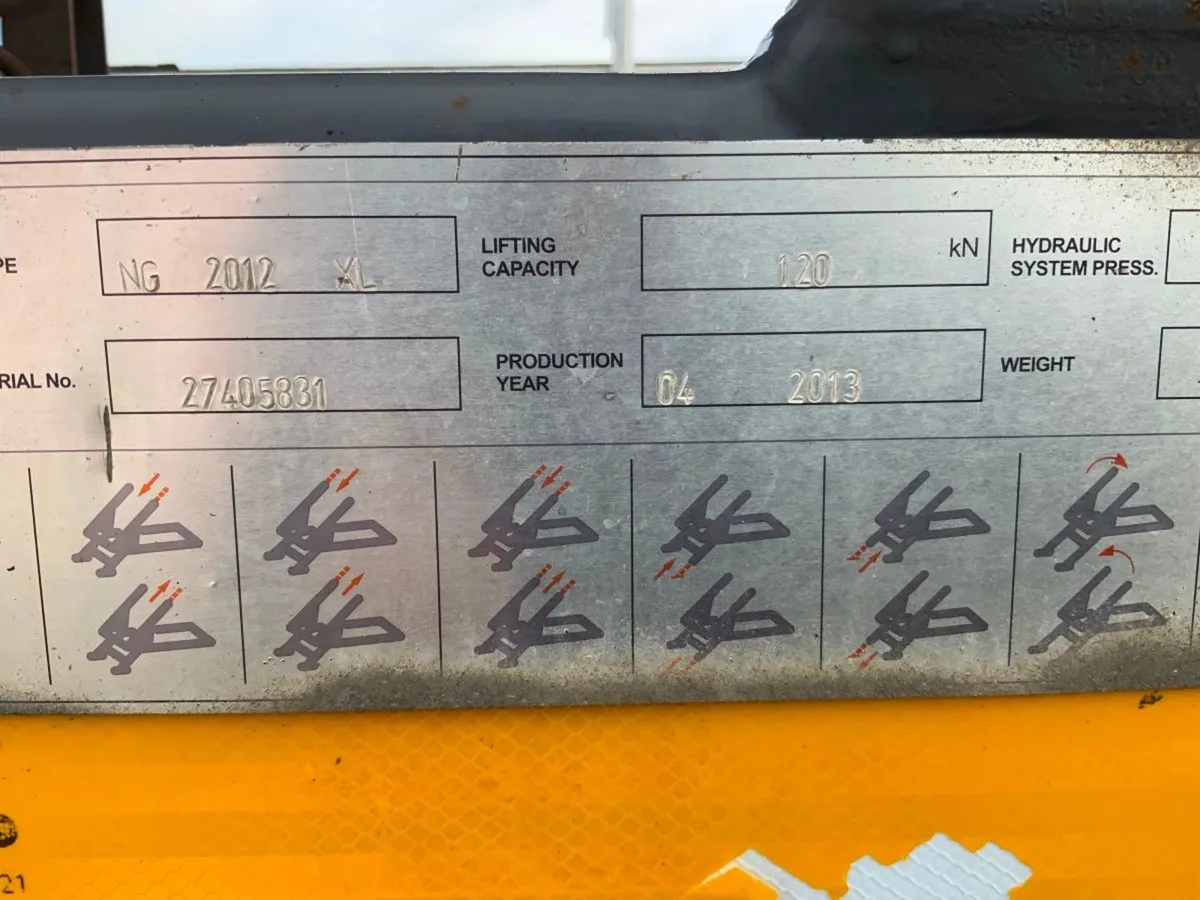 PE
NG 2012 XL
LIFTING
CAPACITY
120
kN
HYDRAULIC
SYSTEM PRESS.
RIAL No.
27405831
PRODUCTION
YEAR
04 2013
WEIGHT
21